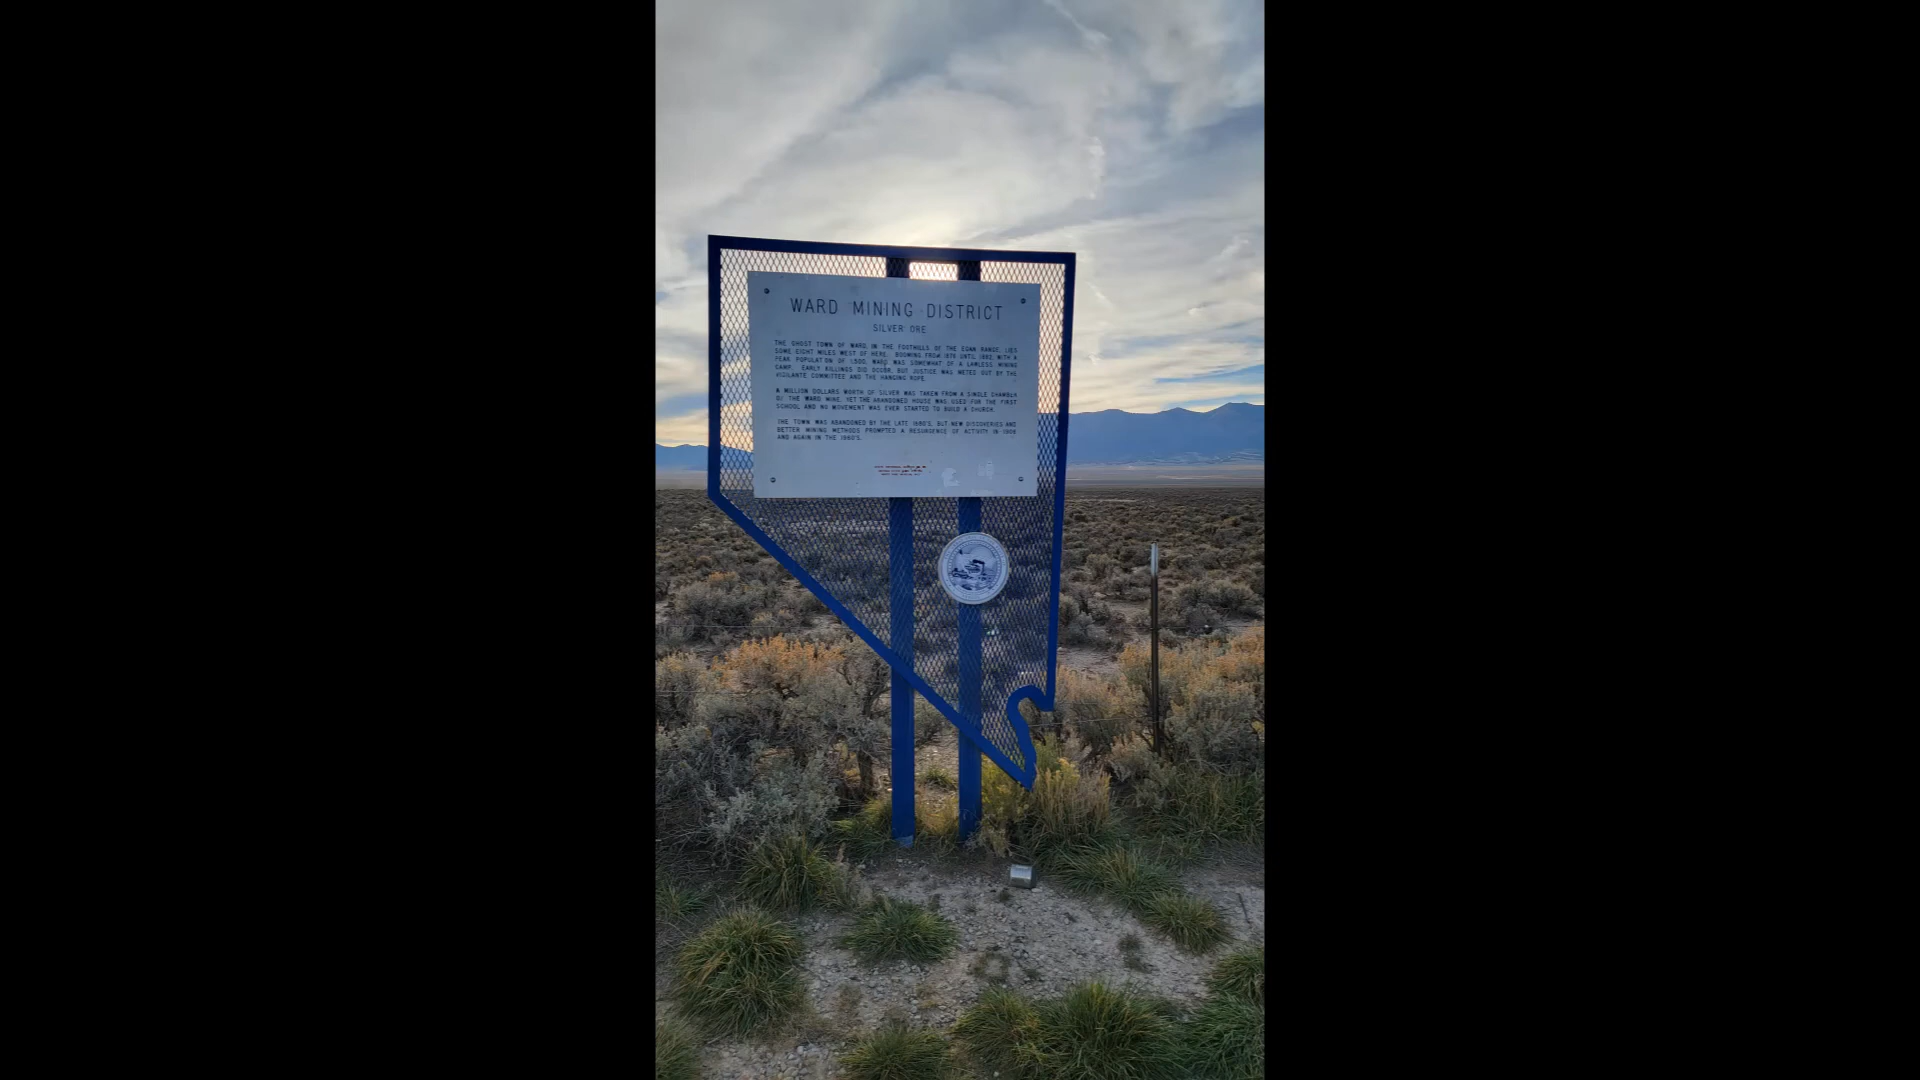 WARD MINING DISTRICT
SILVER ORE
THE GHOST TOWN OF WARD, IN THE FOOTHILLS OF THE EGAN RANGE, LIES
SOME EIGHT MILES WEST OF HERE. BOOMING FROM 1876 UNTIL 1882, WITH A
PEAK POPULATION OF 1,500, WARD WAS SOMEWHAT OF A LAWLESS MINING
CAMP. EARLY KILLINGS DID OCCUR, BUT JUSTICE WAS METED OUT BY THE
VIGILANTE COMMITTEE AND THE HANGING ROPE.
A MILLION DOLLARS WORTH OF SILVER WAS TAKEN FROM A SINGLE CHAMBER
OF THE WARD MINE, YET THE ABANDONED HOUSE WAS USED FOR THE FIRST
SCHOOL AND NO MOVEMENT WAS EVER STARTED TO BUILD A CHURCH.
THE TOWN WAS ABANDONED BY THE LATE 1880'S, BUT NEW DISCOVERIES AND
BETTER MINING METHODS PROMPTED A RESURGENCE OF ACTIVITY IN 1906
AND AGAIN IN THE 1960'S.